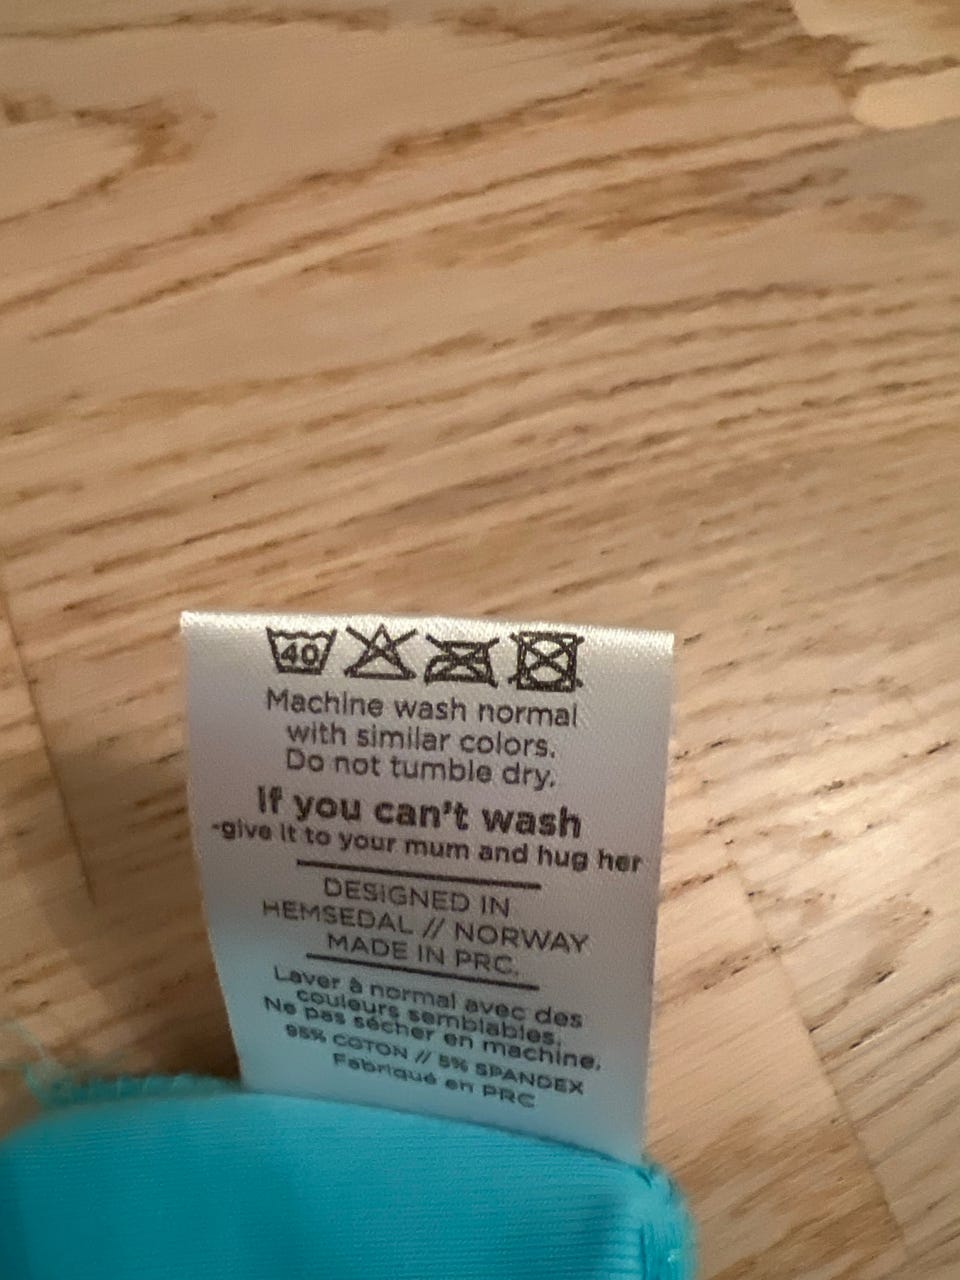 40
Machine wash normal
with similar colors.
Do not tumble dry.
If you can't wash
-give it to your mum and hug her
DESIGNED IN
HEMSEDAL // NORWAY
MADE IN PRC.
Laver à normal avec des
couleurs semblables.
Ne pas sécher en machine.
95% COTON // 5% SPANDEX
Fabriqué en PRC